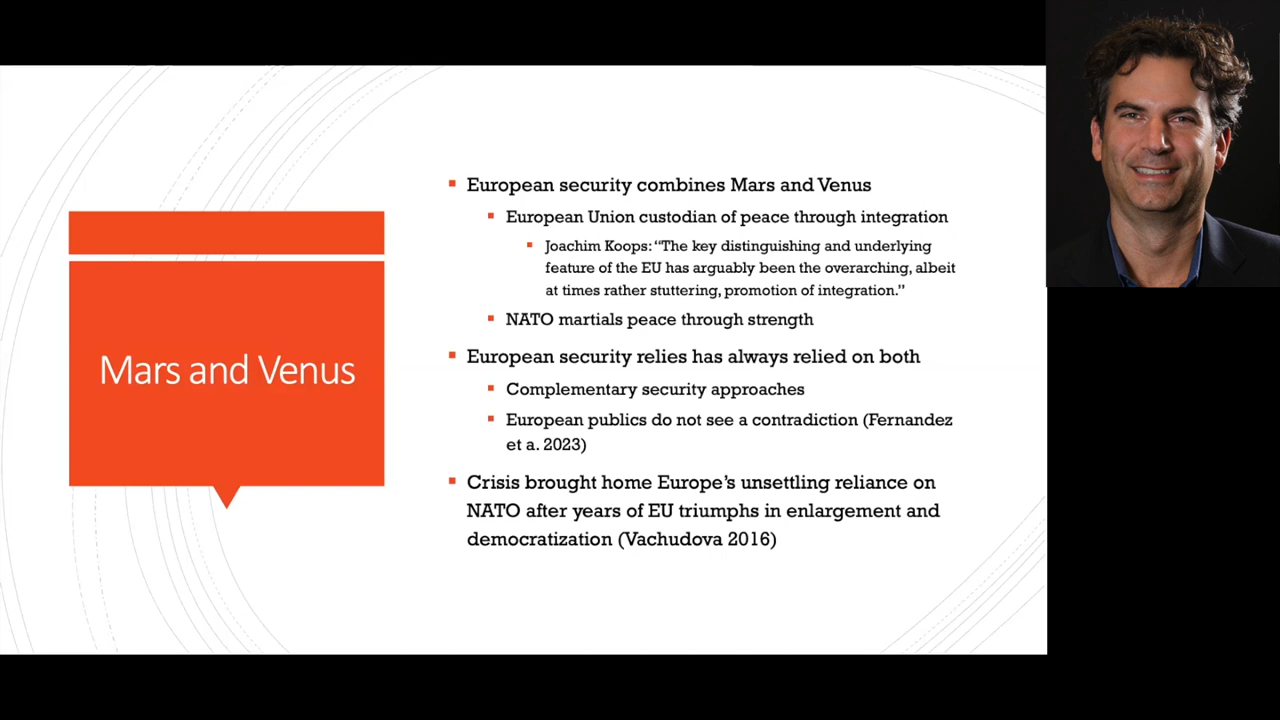 Mars and Venus
▪ European security combines Mars and Venus
▪ European Union custodian of peace through integration
▪ Joachim Koops: “The key distinguishing and underlying
feature of the EU has arguably been the overarching, albeit
at times rather stuttering, promotion of integration.”
▪ NATO martials peace through strength
▪ European security relies has always relied on both
▪ Complementary security approaches
▪ European publics do not see a contradiction (Fernandez
et a. 2023)
▪ Crisis brought home Europe’s unsettling reliance on
NATO after years of EU triumphs in enlargement and
democratization (Vachudova 2016)